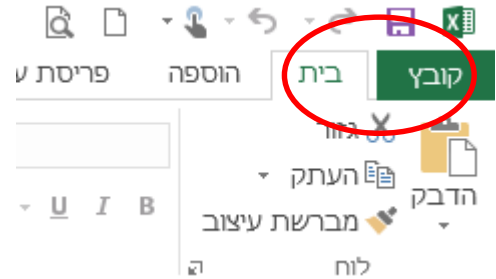 קובץ בית הוספה פריסת ע
גזור
העתק
מברשת עיצוב
הדבק
B I U
לוח